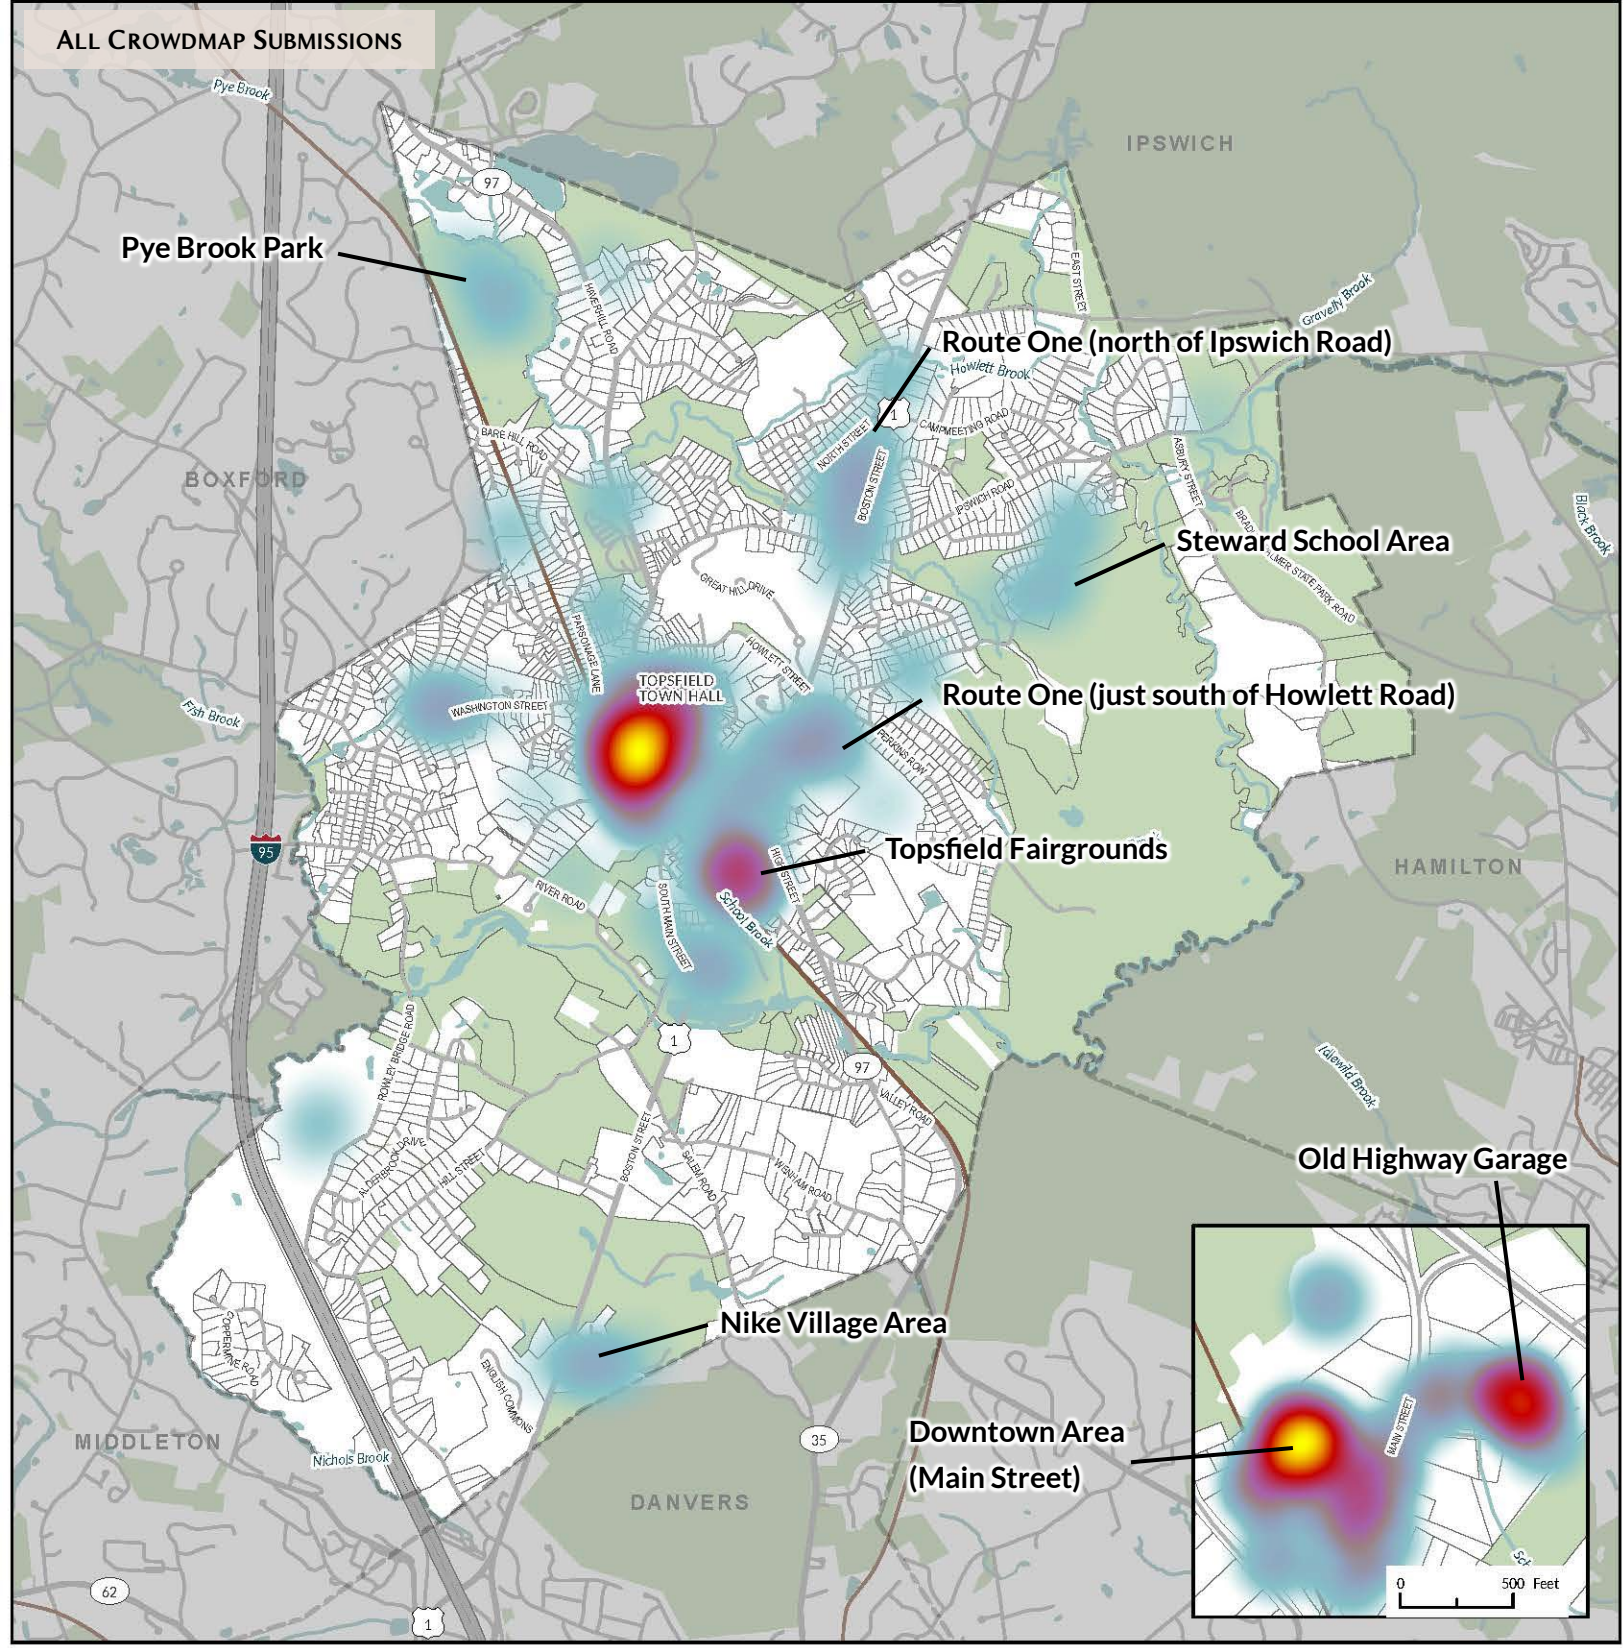 ALL CROWDMAP SUBMISSIONS
Pye Brook
IPSWICH
97
Pye Brook Park
HAVERHILL ROAD
EAST STREET
Gravelly Brook
Route One (north of Ipswich Road)
Howlett Brook
1
CAMPMEETING ROAD
NORTH STREET
BARE HILL ROAD
BOSTON STREET
IPSWICH ROAD
ASBURY STREET
BOXFORD
Black Brook
Steward School Area
GREAT HILL DRIVE
PARSONAGE LANE
HOWLETT STREET
TOPSFIELD
TOWN HALL
Route One (just south of Howlett Road)
WASHINGTON STREET
Fish Brook
PERKINS ROW
95
Topsfield Fairgrounds
HIGH STREET
HAMILTON
RIVER ROAD
SOUTH MAIN STREET
School Brook
ROWLEY BRIDGE ROAD
1
97
VALLEY ROAD
Idlewild Brook
BOSTON STREET
ALDERBROOK DRIVE
HILL STREET
SALEM ROAD
WENHAM ROAD
Old Highway Garage
COPPERMINE ROAD
Nike Village Area
ENGLISH COMMONS
MIDDLETON
Nichols Brook
35
Downtown Area
(Main Street)
MAIN STREET
DANVERS
62
1
Sch
0 500 Feet